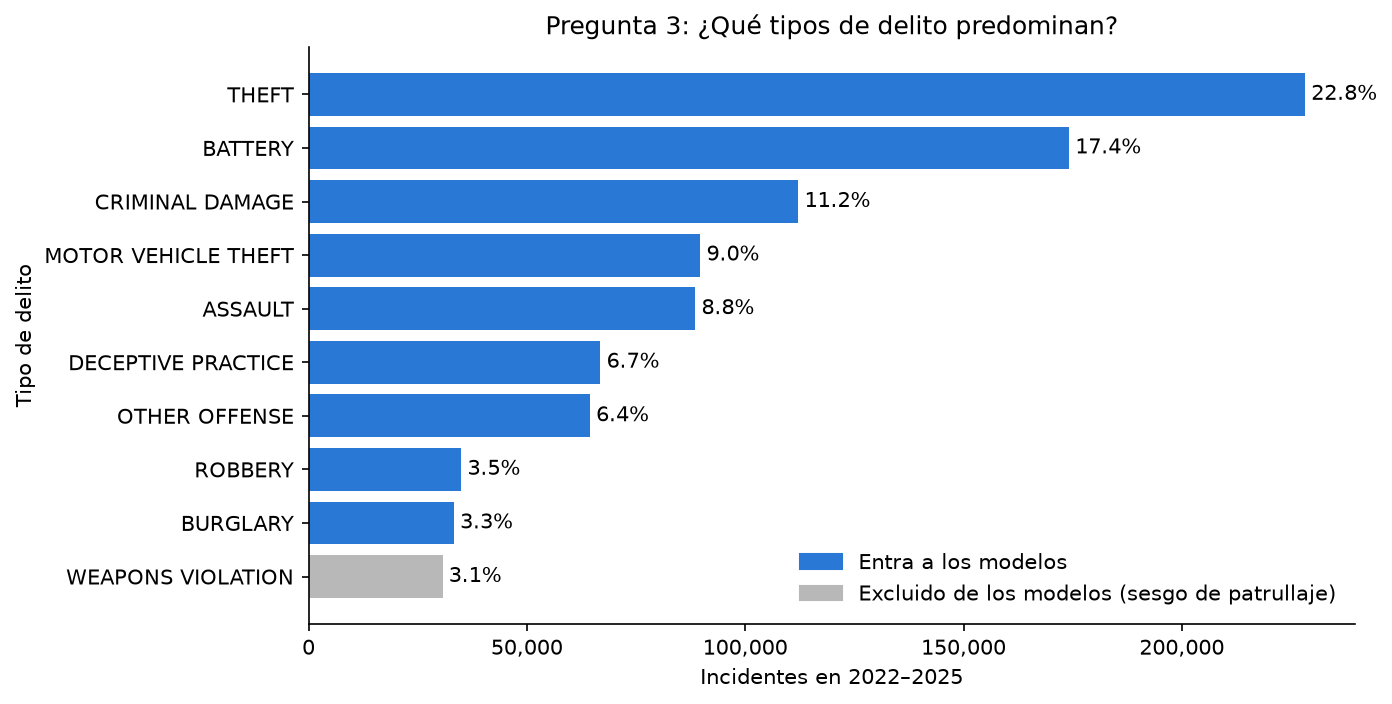 Pregunta 3: ¿Qué tipos de delito predominan?
Tipo de delito
THEFT 22.8%
BATTERY 17.4%
CRIMINAL DAMAGE 11.2%
MOTOR VEHICLE THEFT 9.0%
ASSAULT 8.8%
DECEPTIVE PRACTICE 6.7%
OTHER OFFENSE 6.4%
ROBBERY 3.5%
BURGLARY 3.3%
WEAPONS VIOLATION 3.1%
Entra a los modelos
Excluido de los modelos (sesgo de patrullaje)
0 50,000 100,000 150,000 200,000
Incidentes en 2022–2025